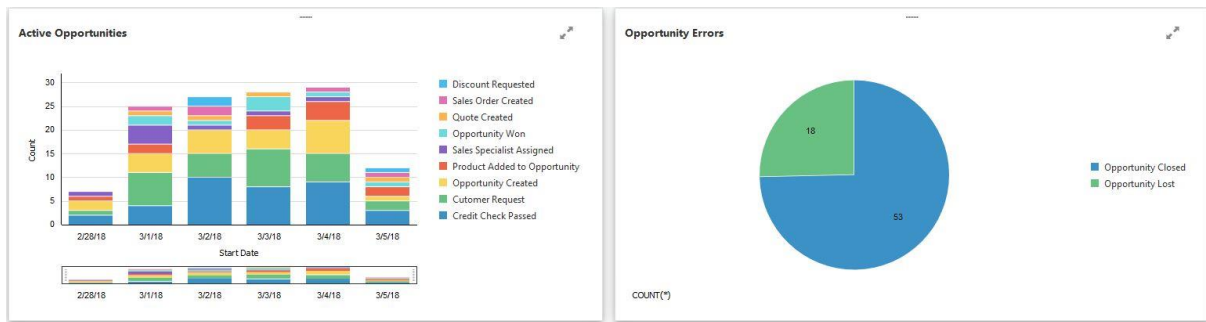 Active Opportunities
30
25
20
15
10
5
0
Count
2/28/18 3/1/18 3/2/18 3/3/18 3/4/18 3/5/18
Start Date
2/28/18 3/1/18 3/2/18 3/3/18 3/4/18 3/5/18
Discount Requested
Sales Order Created
Quote Created
Opportunity Won
Sales Specialist Assigned
Product Added to Opportunity
Opportunity Created
Cutomer Request
Credit Check Passed
Opportunity Errors
18
53
Opportunity Closed
Opportunity Lost
COUNT(*)